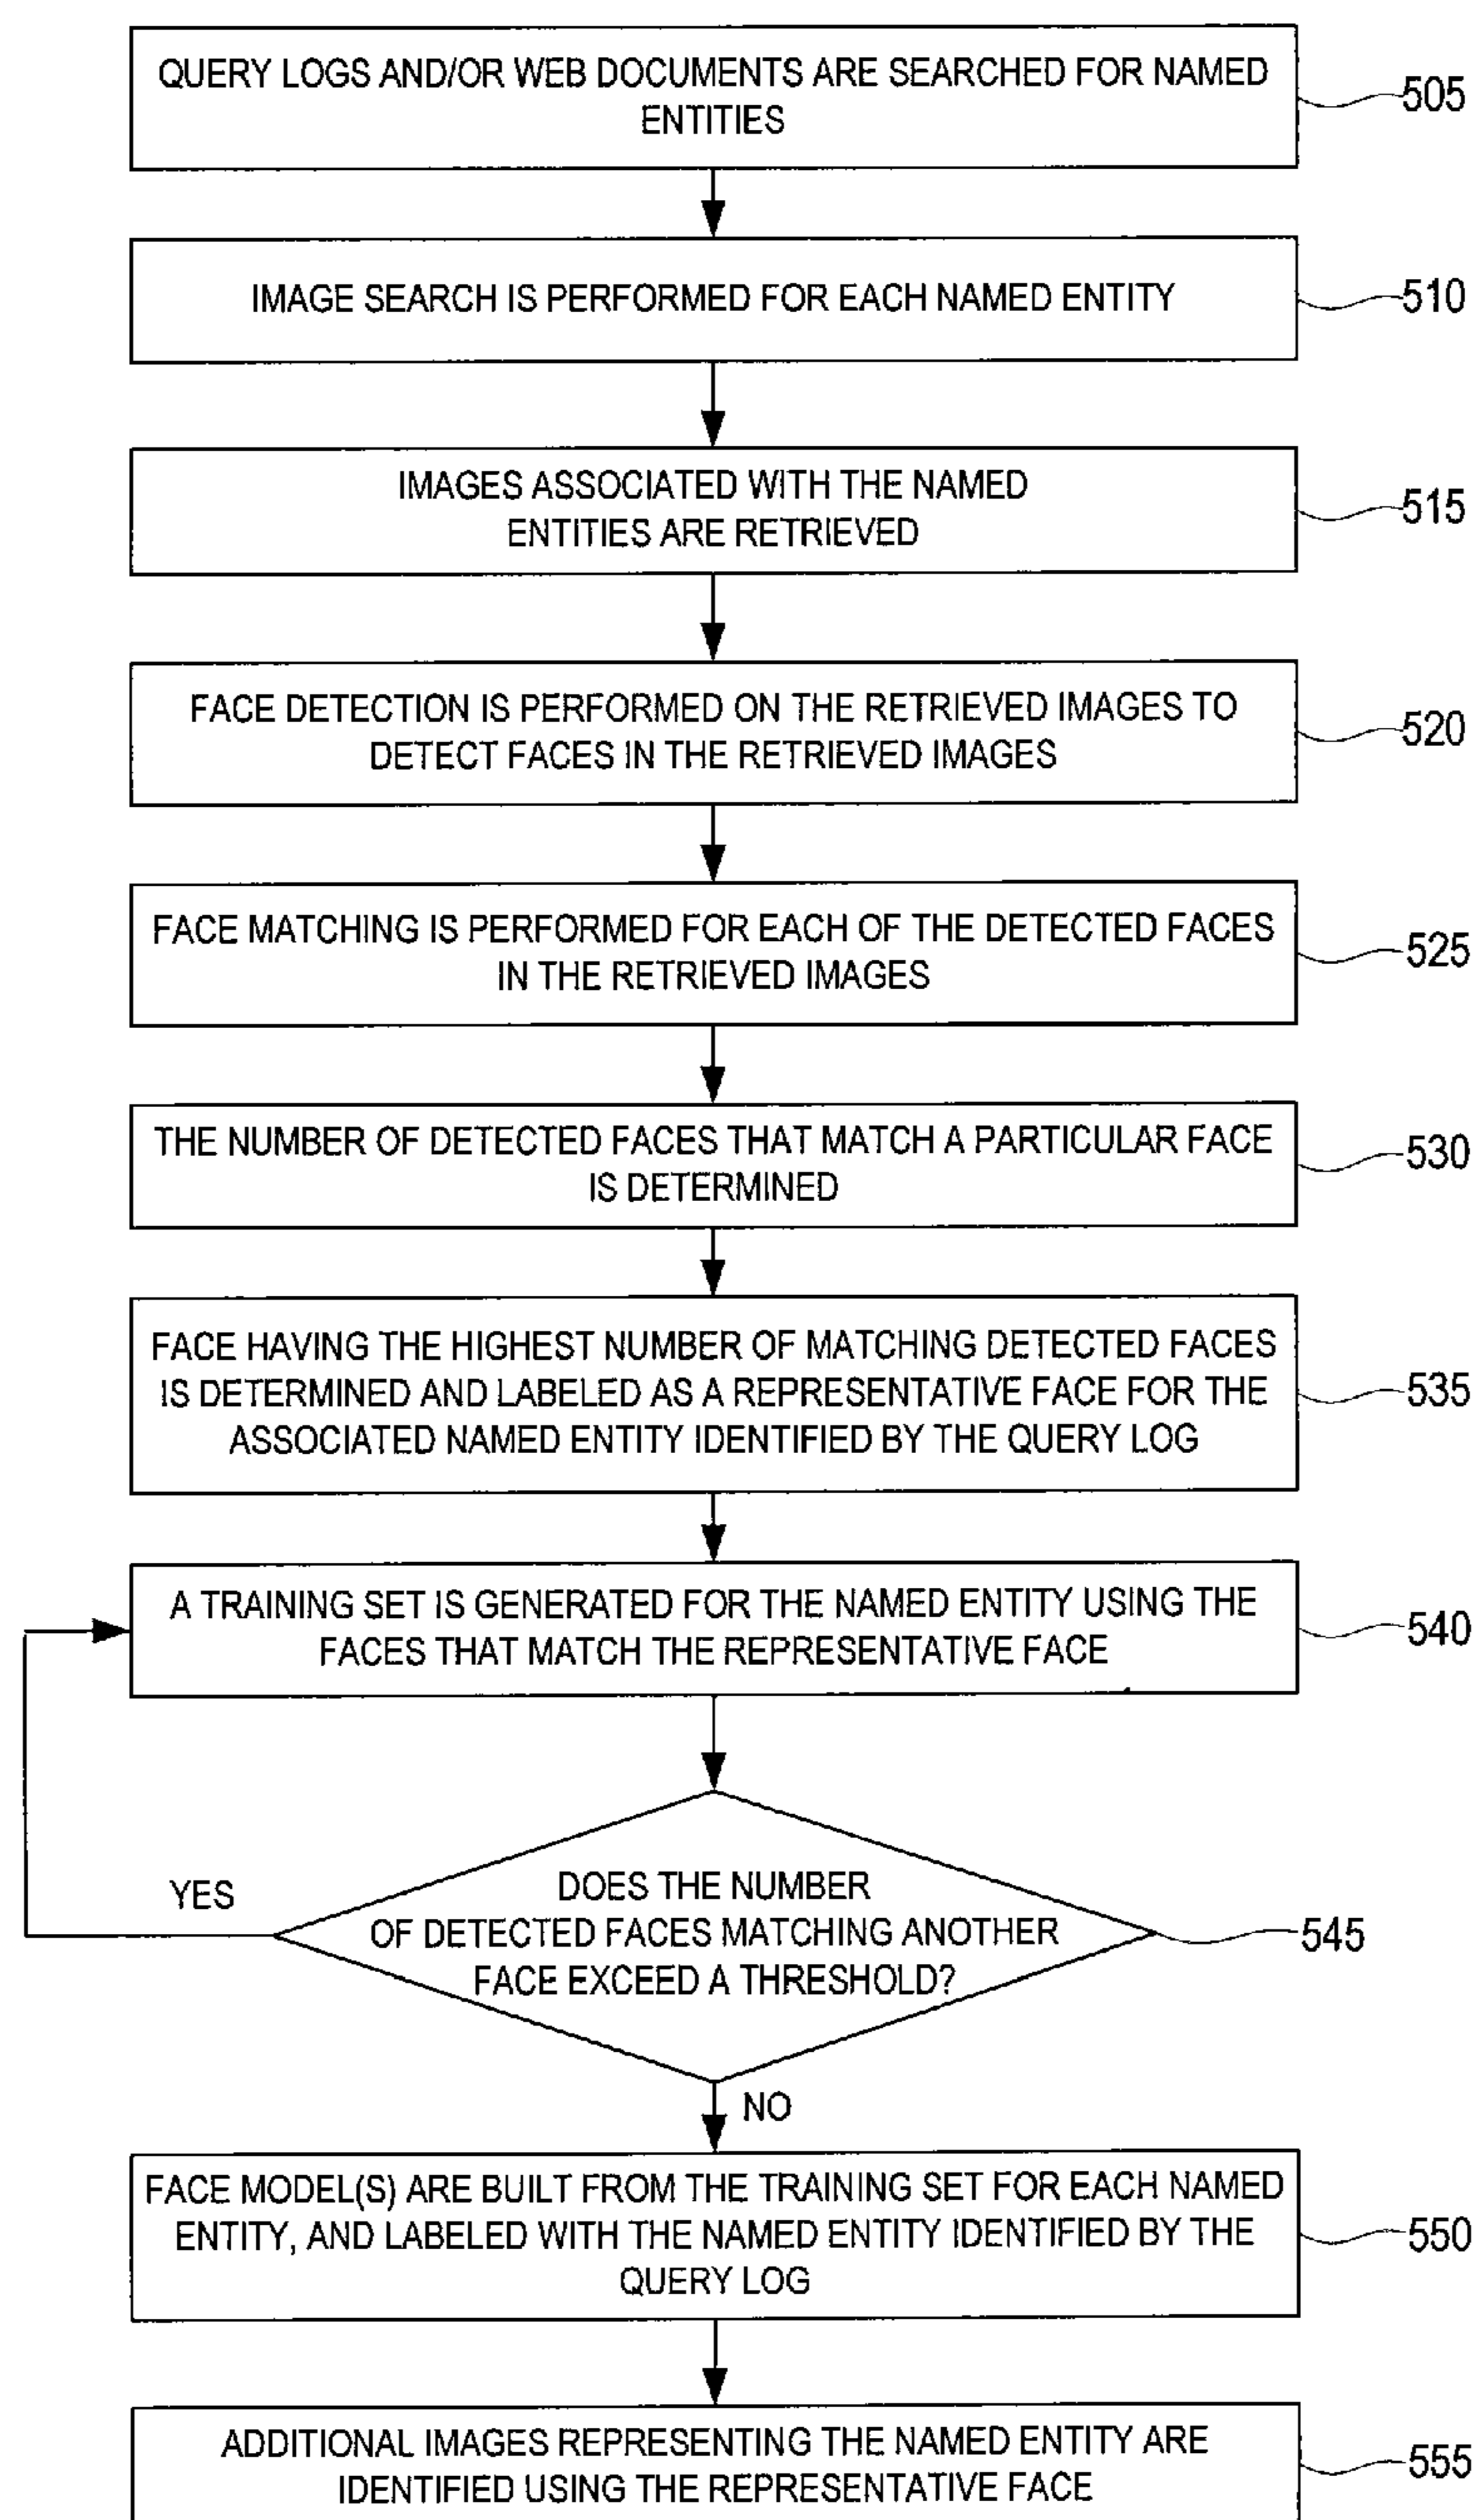 QUERY LOGS AND/OR WEB DOCUMENTS ARE SEARCHED FOR NAMED
ENTITIES
505
IMAGE SEARCH IS PERFORMED FOR EACH NAMED ENTITY
510
IMAGES ASSOCIATED WITH THE NAMED
ENTITIES ARE RETRIEVED
515
FACE DETECTION IS PERFORMED ON THE RETRIEVED IMAGES TO
DETECT FACES IN THE RETRIEVED IMAGES
520
FACE MATCHING IS PERFORMED FOR EACH OF THE DETECTED FACES
IN THE RETRIEVED IMAGES
525
THE NUMBER OF DETECTED FACES THAT MATCH A PARTICULAR FACE
IS DETERMINED
530
FACE HAVING THE HIGHEST NUMBER OF MATCHING DETECTED FACES
IS DETERMINED AND LABELED AS A REPRESENTATIVE FACE FOR THE
ASSOCIATED NAMED ENTITY IDENTIFIED BY THE QUERY LOG
535
A TRAINING SET IS GENERATED FOR THE NAMED ENTITY USING THE
FACES THAT MATCH THE REPRESENTATIVE FACE
540
YES
DOES THE NUMBER
OF DETECTED FACES MATCHING ANOTHER
FACE EXCEED A THRESHOLD?
545
NO
FACE MODEL(S) ARE BUILT FROM THE TRAINING SET FOR EACH NAMED
ENTITY, AND LABELED WITH THE NAMED ENTITY IDENTIFIED BY THE
QUERY LOG
550
ADDITIONAL IMAGES REPRESENTING THE NAMED ENTITY ARE
IDENTIFIED USING THE REPRESENTATIVE FACE
555